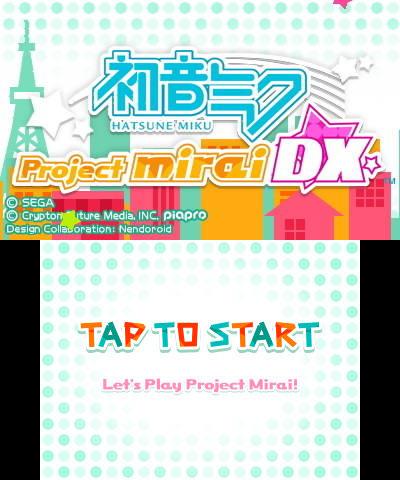 初音ミク
HATSUNE MIKU
Project mirai DX
TM
© SEGA
© Crypton Future Media, INC. piapro
Design Collaboration: Nendoroid
TAP TO START
Let's Play Project Mirai!